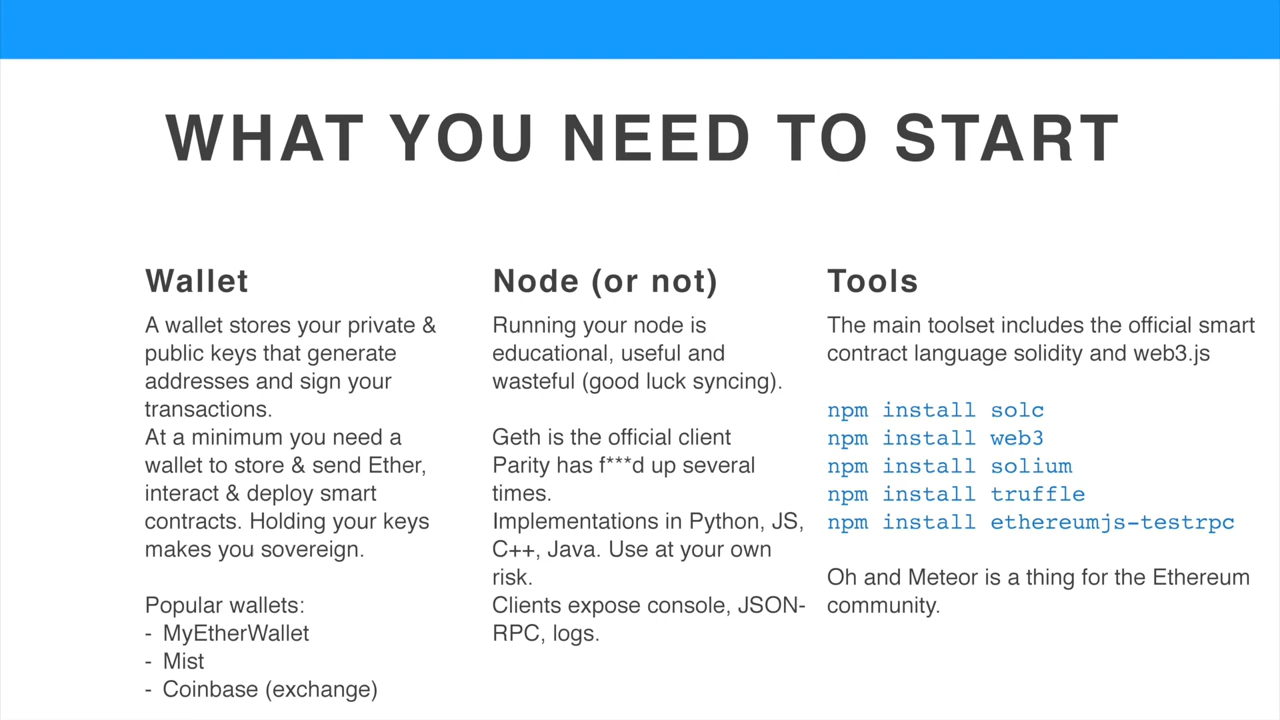 WHAT YOU NEED TO START
Wallet
A wallet stores your private &
public keys that generate
addresses and sign your
transactions.
At a minimum you need a
wallet to store & send Ether,
interact & deploy smart
contracts. Holding your keys
makes you sovereign.
Popular wallets:
- MyEtherWallet
- Mist
- Coinbase (exchange)
Node (or not)
Running your node is
educational, useful and
wasteful (good luck syncing).
Geth is the official client
Parity has f***d up several
times.
Implementations in Python, JS,
C++, Java. Use at your own
risk.
Clients expose console, JSON-
RPC, logs.
Tools
The main toolset includes the official smart
contract language solidity and web3.js
npm install solc
npm install web3
npm install solium
npm install truffle
npm install ethereumjs-testrpc
Oh and Meteor is a thing for the Ethereum
community.